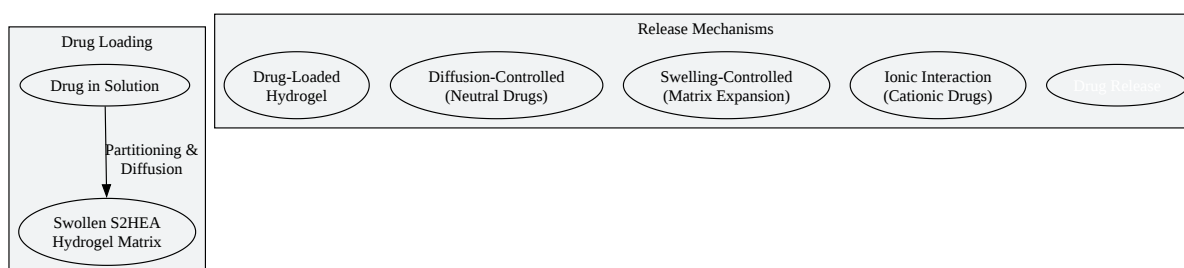 Drug Loading
Drug in Solution
Partitioning &
Diffusion
Swollen S2HEA
Hydrogel Matrix
Release Mechanisms
Drug-Loaded
Hydrogel
Diffusion-Controlled
(Neutral Drugs)
Swelling-Controlled
(Matrix Expansion)
Ionic Interaction
(Cationic Drugs)
Drug Release